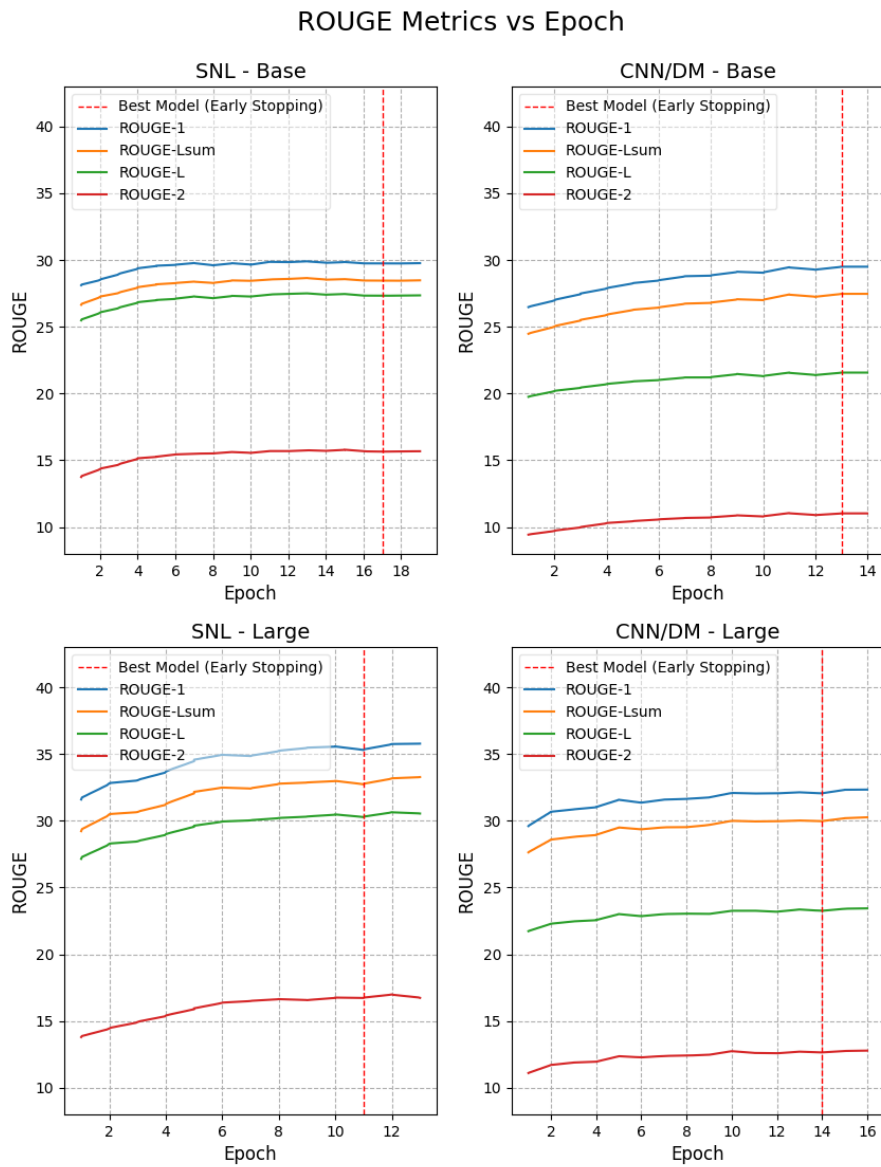 ROUGE Metrics vs Epoch
SNL - Base
Best Model (Early Stopping)
ROUGE-1
ROUGE-Lsum
ROUGE-L
ROUGE-2
ROUGE
40
35
30
25
20
15
10
2 4 6 8 10 12 14 16 18
Epoch
CNN/DM - Base
Best Model (Early Stopping)
ROUGE-1
ROUGE-Lsum
ROUGE-L
ROUGE-2
ROUGE
40
35
30
25
20
15
10
2 4 6 8 10 12 14
Epoch
SNL - Large
Best Model (Early Stopping)
ROUGE-1
ROUGE-Lsum
ROUGE-L
ROUGE-2
ROUGE
40
35
30
25
20
15
10
2 4 6 8 10 12
Epoch
CNN/DM - Large
Best Model (Early Stopping)
ROUGE-1
ROUGE-Lsum
ROUGE-L
ROUGE-2
ROUGE
40
35
30
25
20
15
10
2 4 6 8 10 12 14 16
Epoch